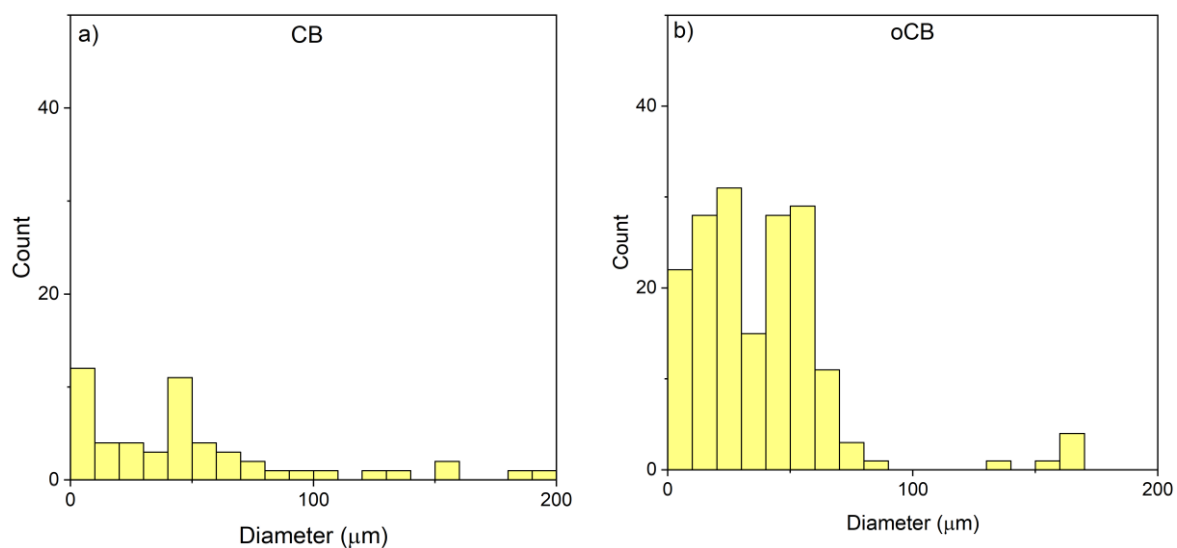 a) CB
40
20
0
Count
0 100 200
Diameter (μm)
b) oCB
40
20
0
Count
0 100 200
Diameter (μm)